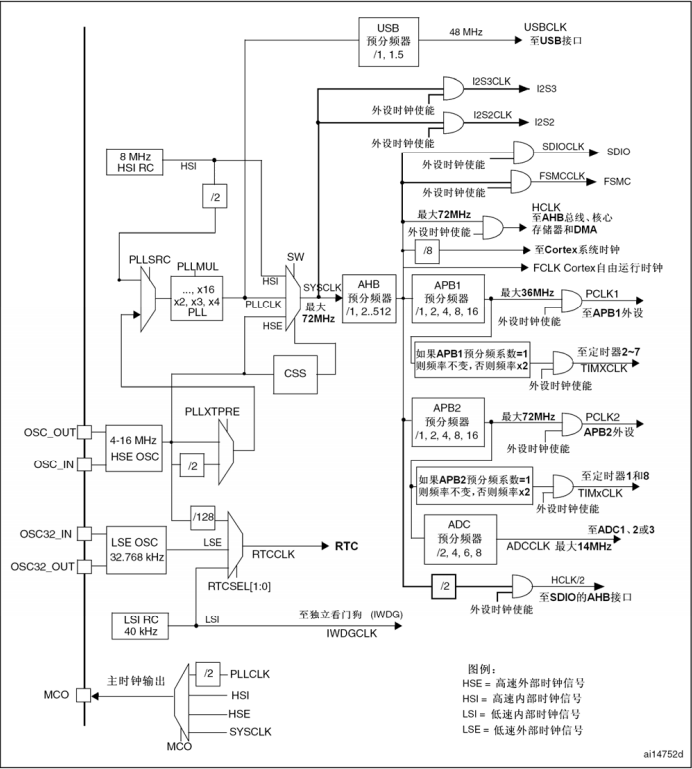 USB
预分频器
/1, 1.5
48 MHz
USBCLK
至USB接口
I2S3CLK
I2S3
外设时钟使能
I2S2CLK
I2S2
外设时钟使能
SDIOCLK
SDIO
外设时钟使能
FSMCCLK
FSMC
外设时钟使能
8 MHz
HSI RC
HSI
/2
HCLK
最大72MHz
至AHB总线、核心
存储器和DMA
外设时钟使能
/8
至Cortex系统时钟
FCLK Cortex自由运行时钟
PLLSRC
PLLMUL
..., x16
x2, x3, x4
PLL
SW
HSI
PLLCLK
HSE
SYSCLK
最大
72MHz
AHB
预分频器
/1, 2..512
APB1
预分频器
/1, 2, 4, 8, 16
最大36MHz
PCLK1
至APB1外设
外设时钟使能
CSS
如果APB1预分频系数=1
则频率不变,否则频率x2
至定时器2~7
TIMXCLK
外设时钟使能
PLLXTPRE
OSC_OUT
OSC_IN
4-16 MHz
HSE OSC
/2
APB2
预分频器
/1, 2, 4, 8, 16
最大72MHz
PCLK2
APB2外设
外设时钟使能
如果APB2预分频系数=1
则频率不变,否则频率x2
至定时器1和8
TIMxCLK
外设时钟使能
/128
OSC32_IN
OSC32_OUT
LSE OSC
32.768 kHz
LSE
RTCCLK
RTC
RTCSEL[1:0]
ADC
预分频器
/2, 4, 6, 8
至ADC1、2或3
ADCCLK 最大14MHz
/2
HCLK/2
至SDIO的AHB接口
外设时钟使能
LSI RC
40 kHz
LSI
至独立看门狗 (IWDG)
IWDGCLK
MCO
主时钟输出
/2
PLLCLK
HSI
HSE
SYSCLK
MCO
图例：
HSE = 高速外部时钟信号
HSI = 高速内部时钟信号
LSI = 低速内部时钟信号
LSE = 低速外部时钟信号
ai14752d